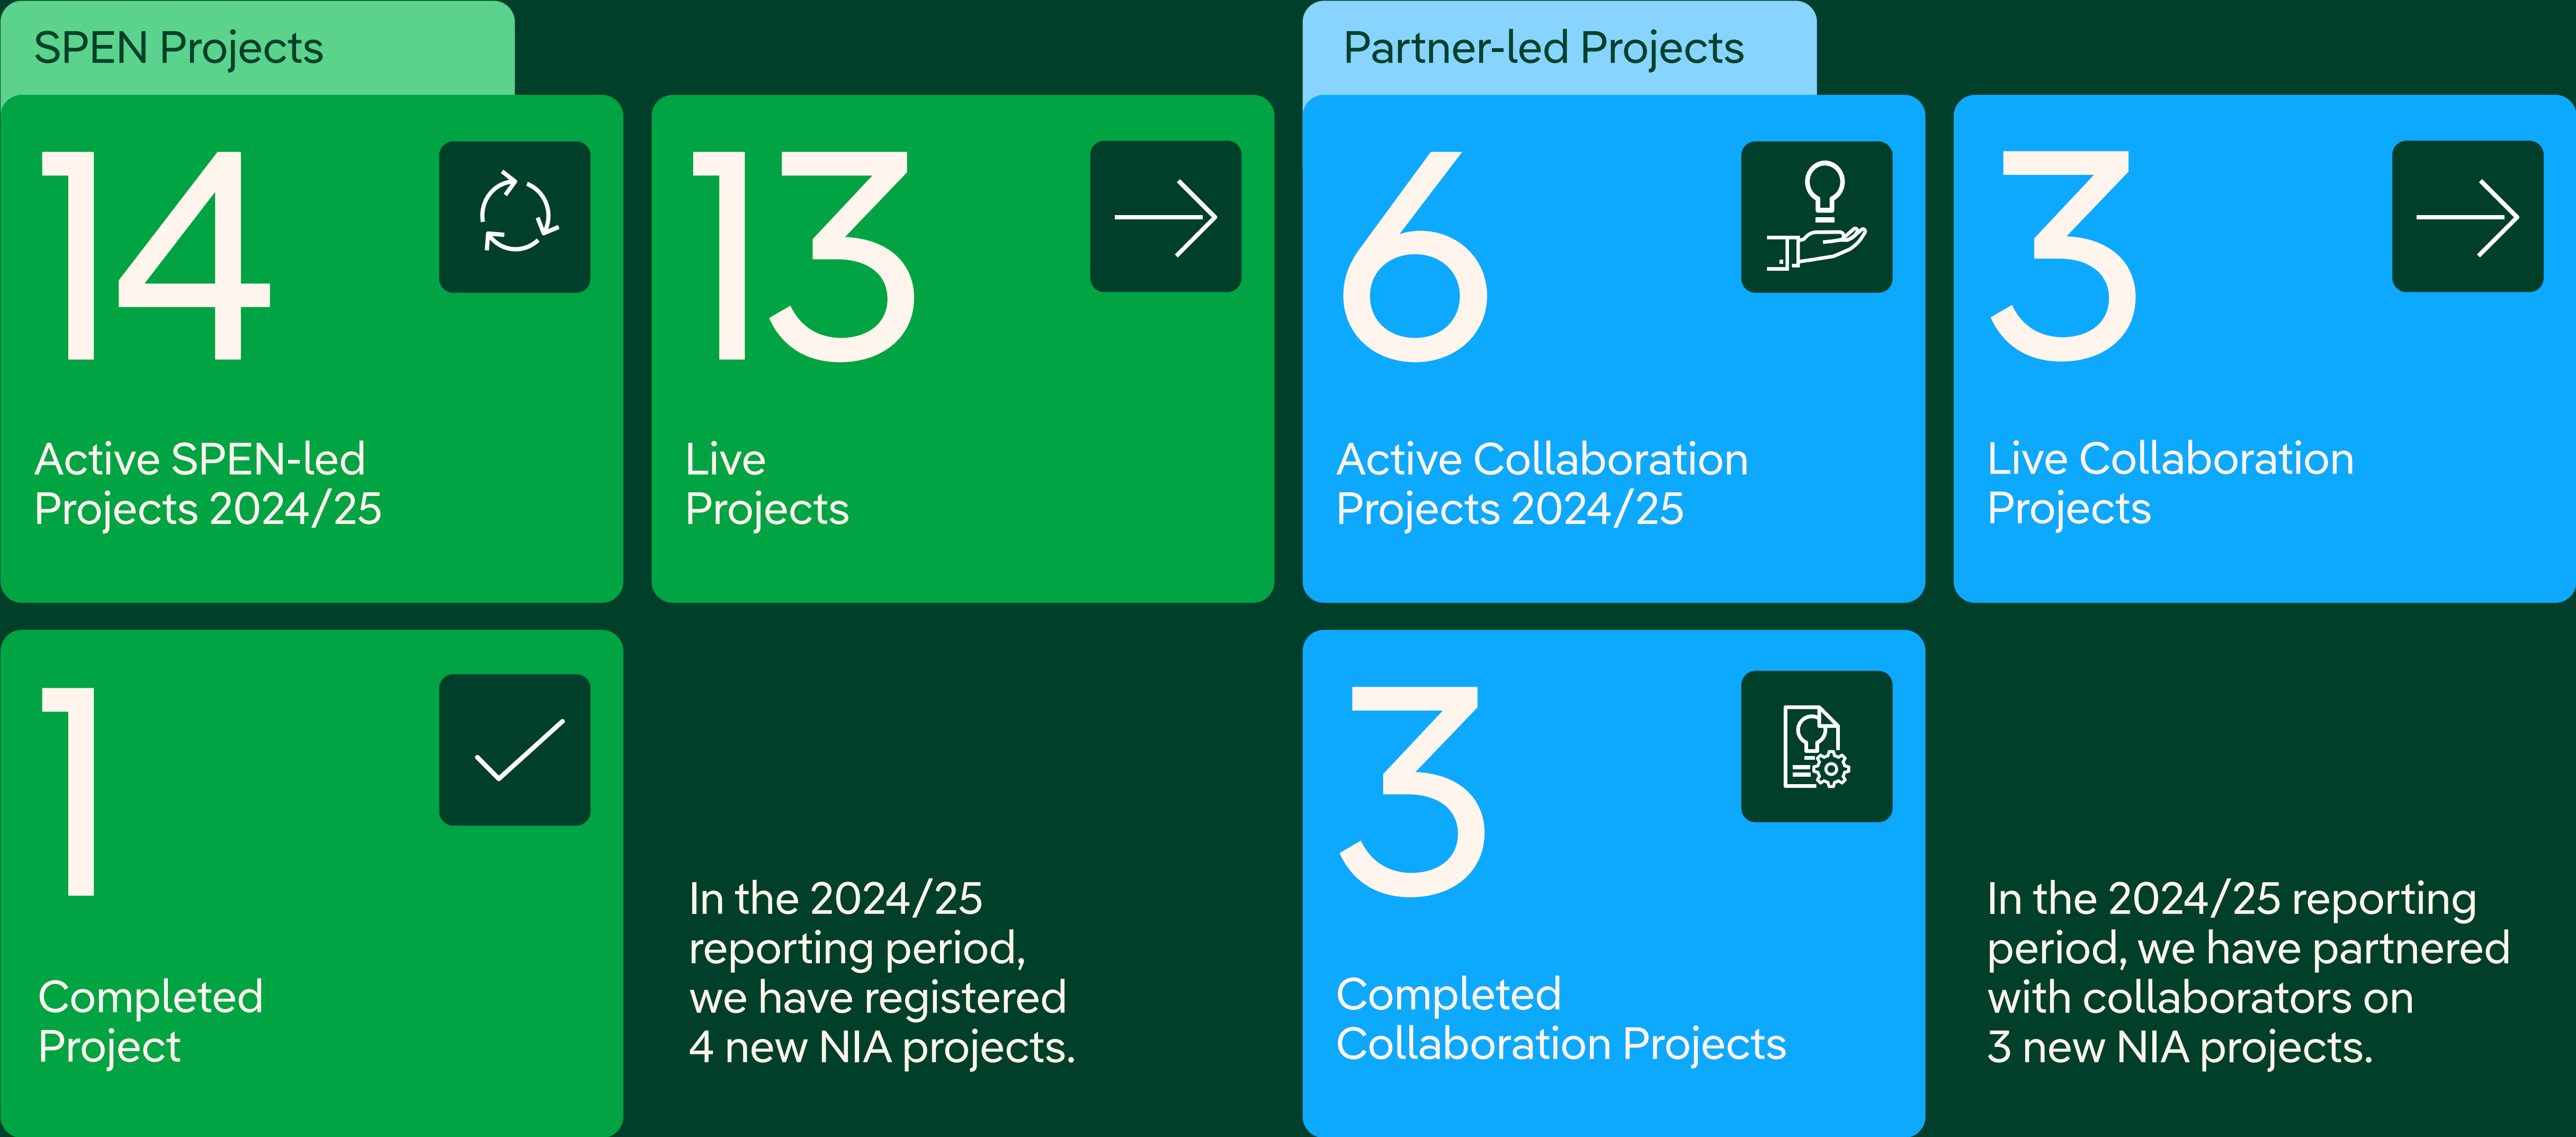 SPEN Projects
14
Active SPEN-led
Projects 2024/25
13
Live
Projects
1
Completed
Project
In the 2024/25
reporting period,
we have registered
4 new NIA projects.
Partner-led Projects
6
Active Collaboration
Projects 2024/25
3
Live Collaboration
Projects
3
Completed
Collaboration Projects
In the 2024/25 reporting
period, we have partnered
with collaborators on
3 new NIA projects.